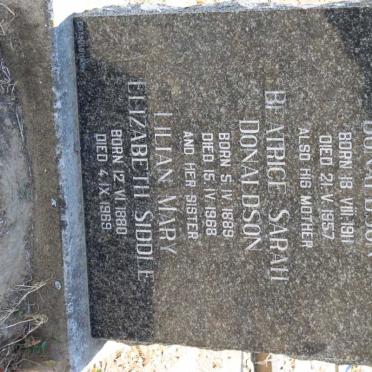 DONALDSON
BORN 18. VIII. 1911
DIED 21. V. 1957
ALSO HIS MOTHER
BEATRICE SARAH
DONALDSON
BORN 5. IV. 1889
DIED 15. IV. 1968
AND HER SISTER
LILIAN MARY
ELIZABETH SIDDLE
BORN 12. VI. 1880
DIED 4. IX. 1969